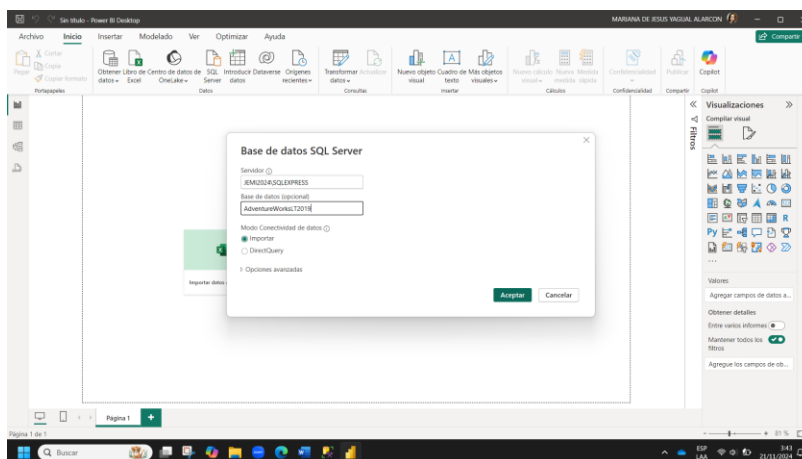 Sin título - Power BI Desktop
MARIANA DE JESUS YAGUAL ALARCON
Archivo Inicio Insertar Modelado Ver Optimizar Ayuda
Compartir
Pegar
Cortar
Copiar
Copiar formato
Portapapeles
Obtener datos
Libro de Excel
Centro de datos de OneLake
SQL Server
Introducir datos
Dataverse
Orígenes recientes
Datos
Transformar datos
Actualizar
Consultas
Nuevo objeto visual
Cuadro de texto
Más objetos visuales
Insertar
Nuevo cálculo visual
Nueva medida
Medida rápida
Cálculos
Confidencialidad
Confidencialidad
Publicar
Compartir
Copilot
Copilot
Base de datos SQL Server
Servidor
JEMI2024\SQLEXPRESS
Base de datos (opcional)
AdventureWorksLT2019
Modo Conectividad de datos
Importar
DirectQuery
Opciones avanzadas
Aceptar Cancelar
Importar datos
Filtros
Visualizaciones
Compilar visual
R
Py
Valores
Agregar campos de datos a...
Obtener detalles
Entre varios informes
Mantener todos los
filtros
Agregue los campos de ob...
Página 1
Página 1 de 1
81 %
Buscar
ESP
LAA
3:43
21/11/2024